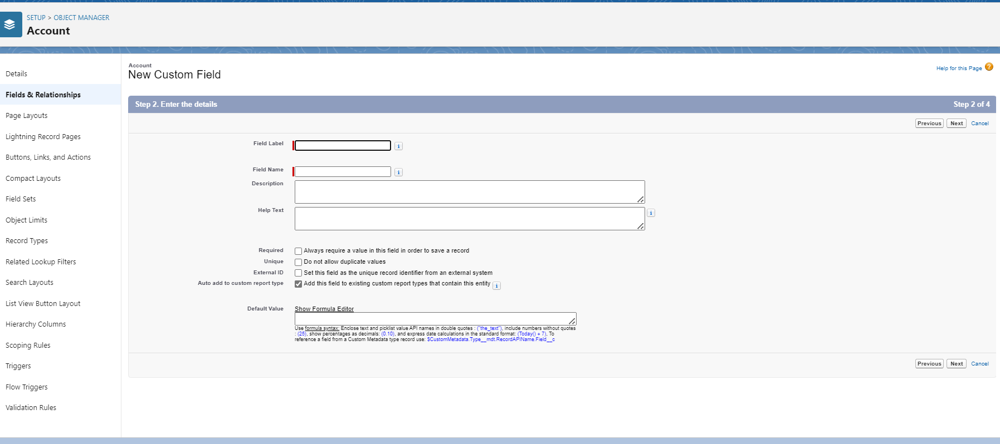 SETUP > OBJECT MANAGER
Account
Details
Fields & Relationships
Page Layouts
Lightning Record Pages
Buttons, Links, and Actions
Compact Layouts
Field Sets
Object Limits
Record Types
Related Lookup Filters
Search Layouts
List View Button Layout
Hierarchy Columns
Scoping Rules
Triggers
Flow Triggers
Validation Rules
Account
New Custom Field
Help for this Page ?
Step 2. Enter the details Step 2 of 4
Previous Next Cancel
Field Label i
Field Name i
Description
Help Text i
Required Always require a value in this field in order to save a record
Unique Do not allow duplicate values
External ID Set this field as the unique record identifier from an external system
Auto add to custom report type Add this field to existing custom report types that contain this entity i
Default Value Show Formula Editor
Use formula syntax: Enclose text and picklist value API names in double quotes : ("the_text"), include numbers without quotes
: (25), show percentages as decimals: (0.10), and express date calculations in the standard format: (Today() + 7), To
reference a field from a Custom Metadata type record use: $CustomMetadata.Type__mdt.RecordAPIName.Field__c
Previous Next Cancel